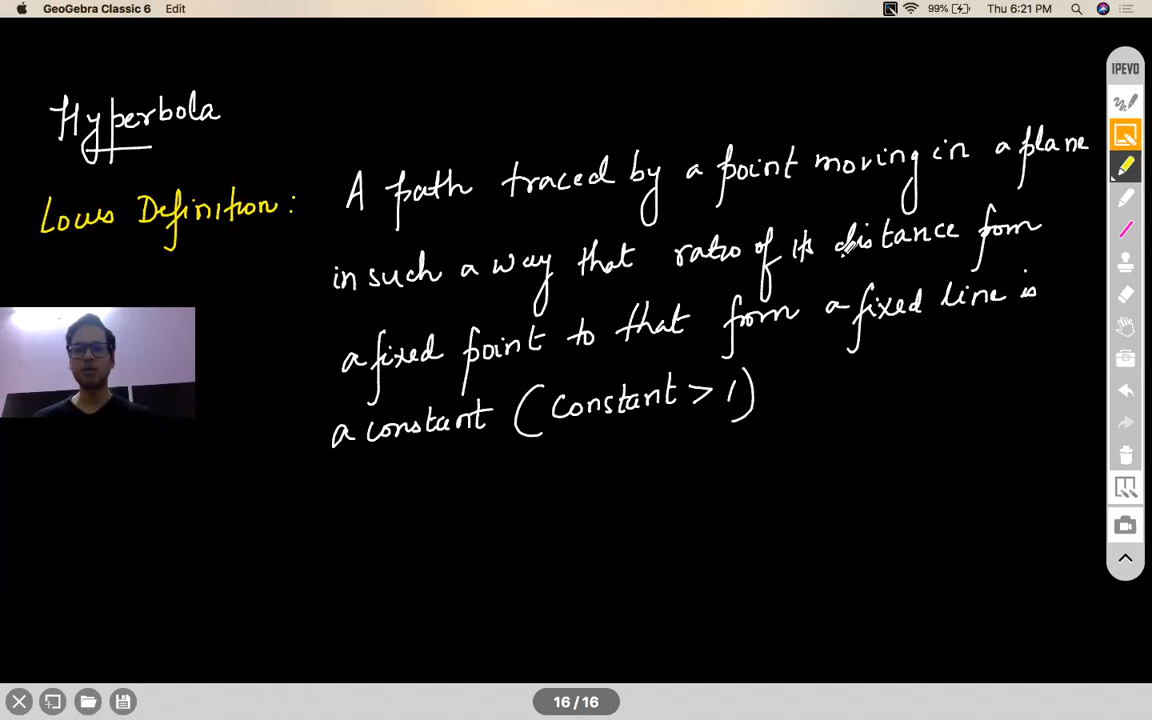 GeoGebra Classic 6 Edit 99% Thu 6:21 PM
IPEVO
Hyperbola
Locus Definition:
A path traced by a point moving in a plane
in such a way that ratio of its distance from
a fixed point to that from a fixed line is
a constant (constant > 1)
16 / 16